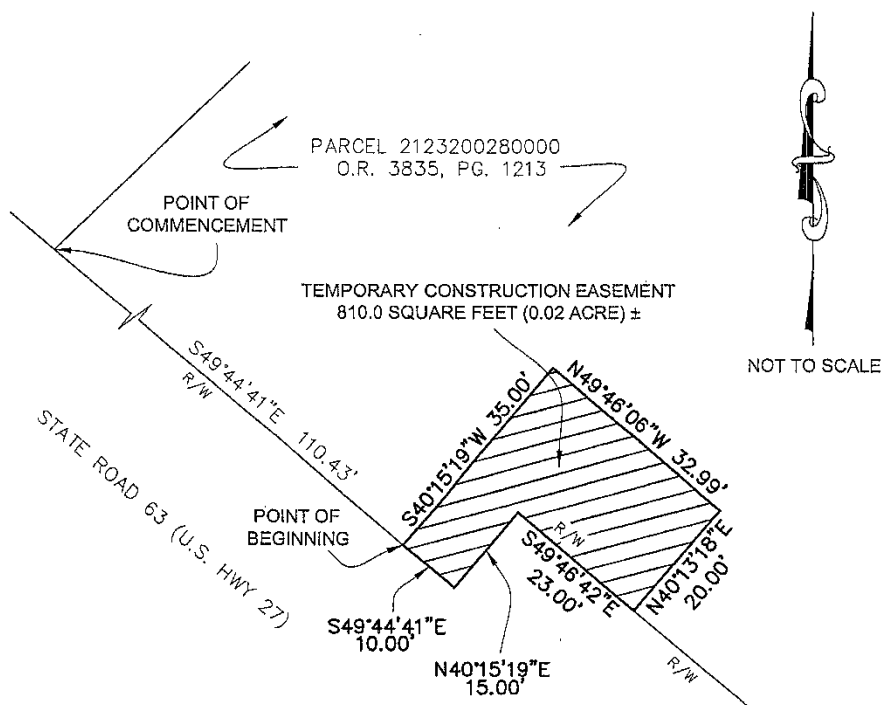 PARCEL 2123200280000
O.R. 3835, PG. 1213
POINT OF
COMMENCEMENT
TEMPORARY CONSTRUCTION EASEMENT
810.0 SQUARE FEET (0.02 ACRE) ±
NOT TO SCALE
S49°44'41"E 110.43'
R/W
STATE ROAD 63 (U.S. HWY 27)
S40°15'19"W 35.00'
N49°46'06"W 32.99'
POINT OF
BEGINNING
R/W
S49°46'42"E
23.00'
N40°13'18"E
20.00'
S49°44'41"E
10.00'
N40°15'19"E
15.00'
R/W